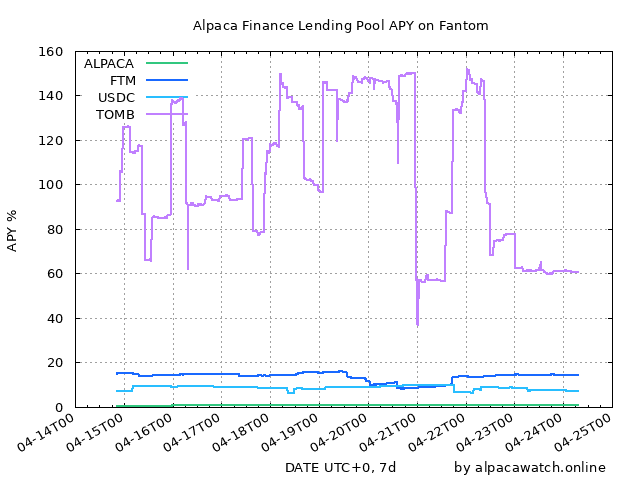 Alpaca Finance Lending Pool APY on Fantom
APY %
160
140
120
100
80
60
40
20
0
ALPACA
FTM
USDC
TOMB
04-14T00
04-15T00
04-16T00
04-17T00
04-18T00
04-19T00
04-20T00
04-21T00
04-22T00
04-23T00
04-24T00
04-25T00
DATE UTC+0, 7d
by alpacawatch.online